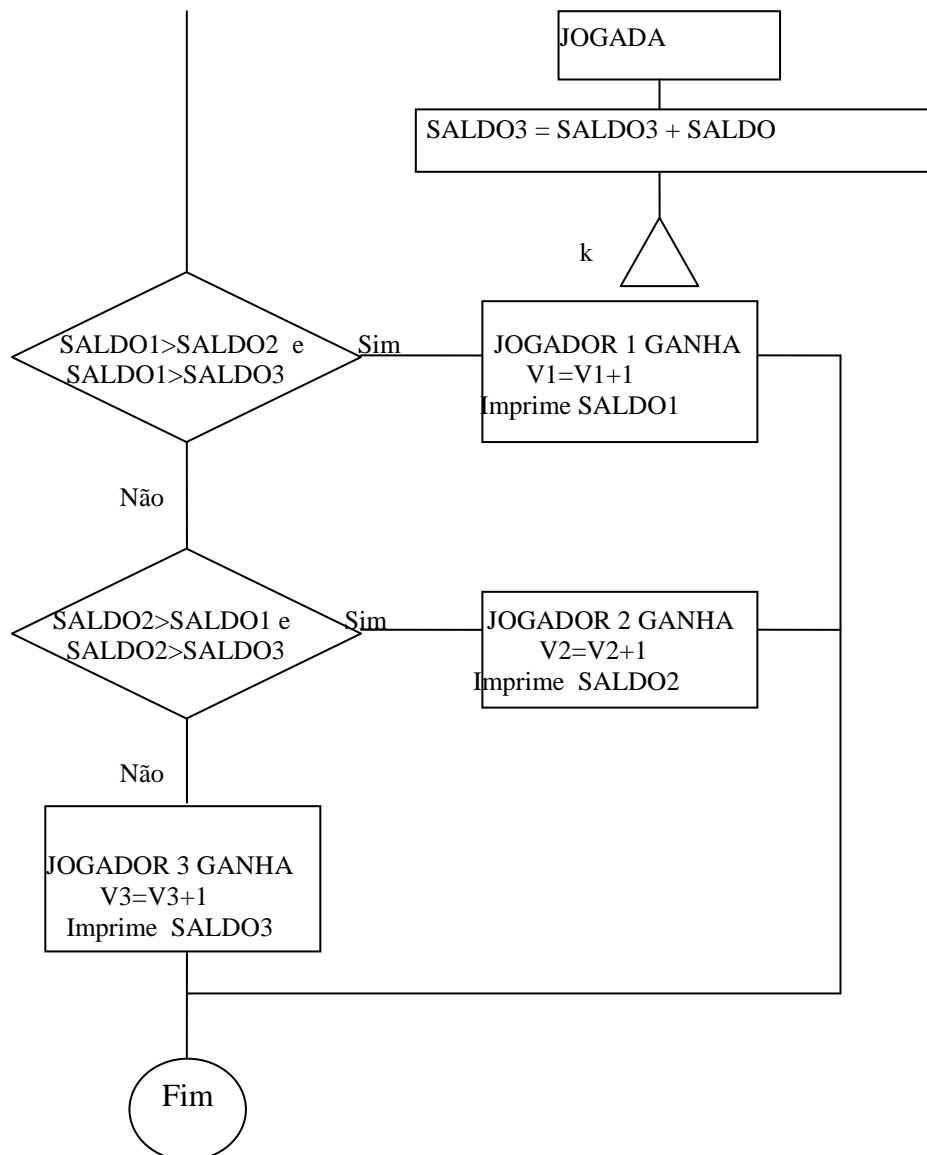 JOGADA
SALDO3 = SALDO3 + SALDO
k
SALDO1>SALDO2 e
SALDO1>SALDO3
Sim
JOGADOR 1 GANHA
V1=V1+1
Imprime SALDO1
Não
SALDO2>SALDO1 e
SALDO2>SALDO3
Sim
JOGADOR 2 GANHA
V2=V2+1
Imprime SALDO2
Não
JOGADOR 3 GANHA
V3=V3+1
Imprime SALDO3
Fim